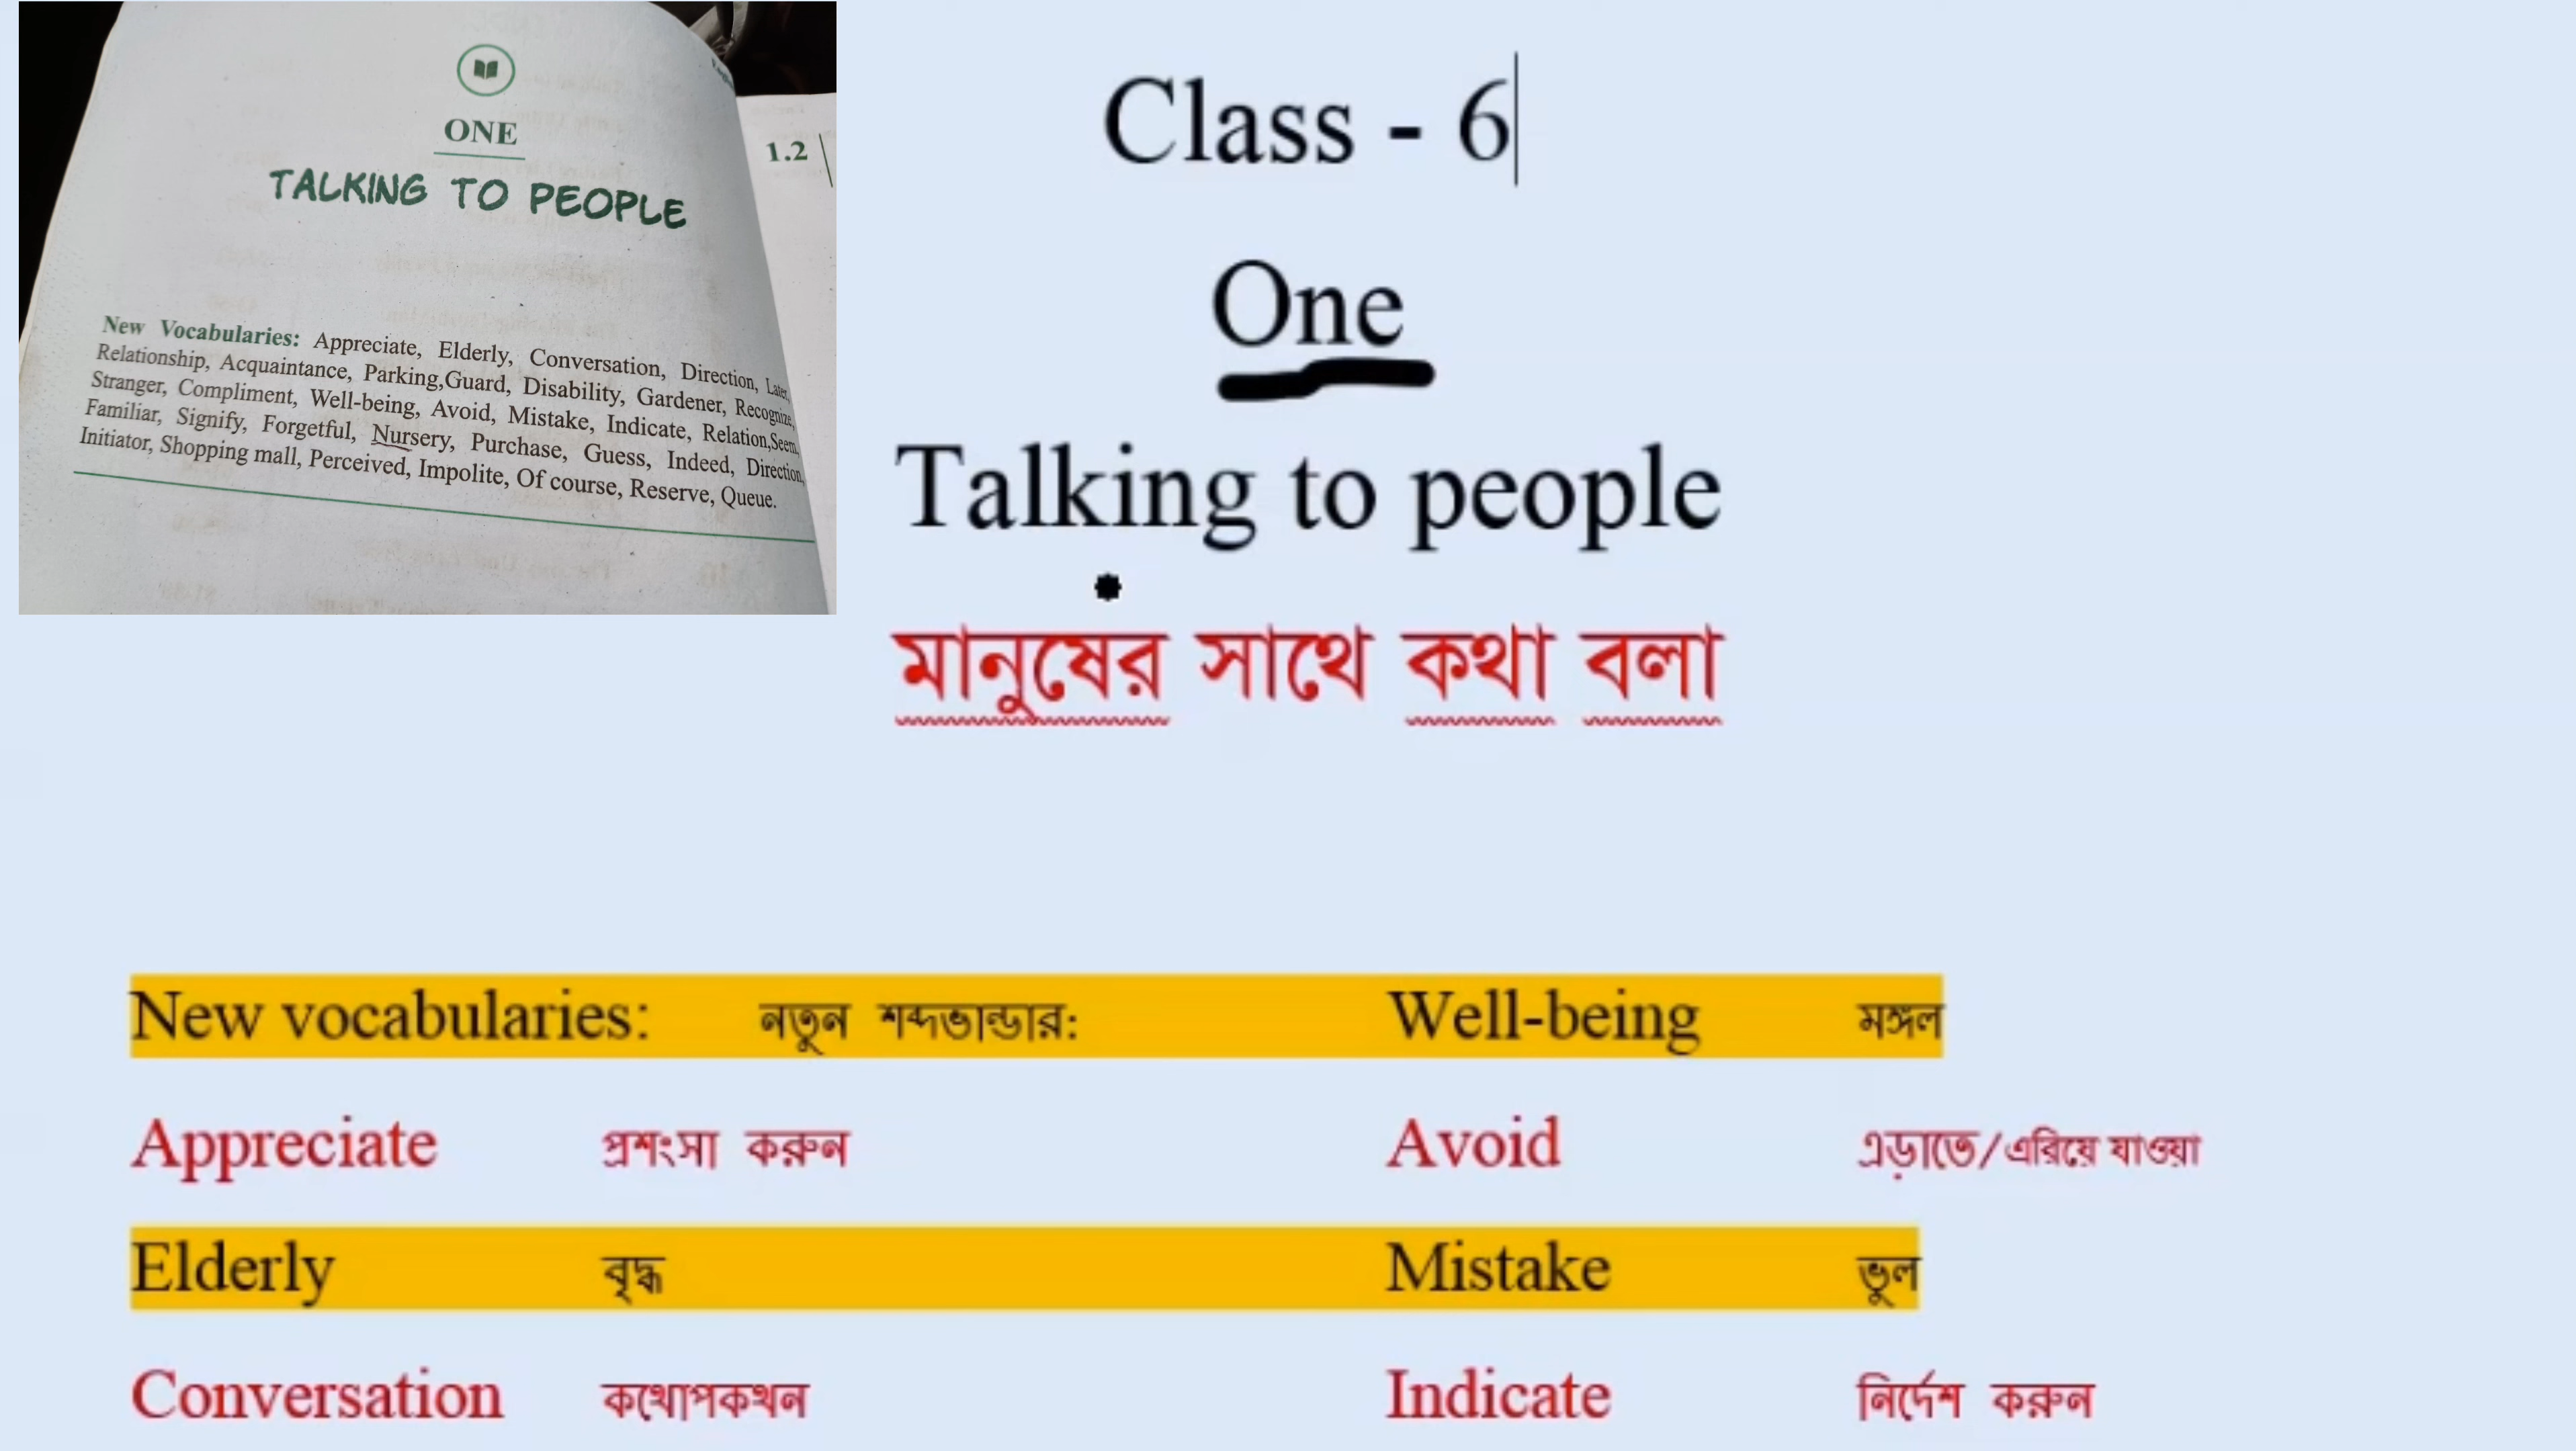 ONE
TALKING TO PEOPLE
1.2
New Vocabularies: Appreciate, Elderly, Conversation, Direction, Later,
Relationship, Acquaintance, Parking,Guard, Disability, Gardener, Recognize,
Stranger, Compliment, Well-being, Avoid, Mistake, Indicate, Relation,Seem,
Familiar, Signify, Forgetful, Nursery, Purchase, Guess, Indeed, Direction,
Initiator, Shopping mall, Perceived, Impolite, Of course, Reserve, Queue.
Class - 6
One
Talking to people
মানুষের সাথে কথা বলা
New vocabularies: নতুন শব্দভান্ডার: Well-being মঙ্গল
Appreciate প্রশংসা করুন Avoid এড়াতে/এরিয়ে যাওয়া
Elderly বৃদ্ধ Mistake ভুল
Conversation কথোপকথন Indicate নির্দেশ করুন